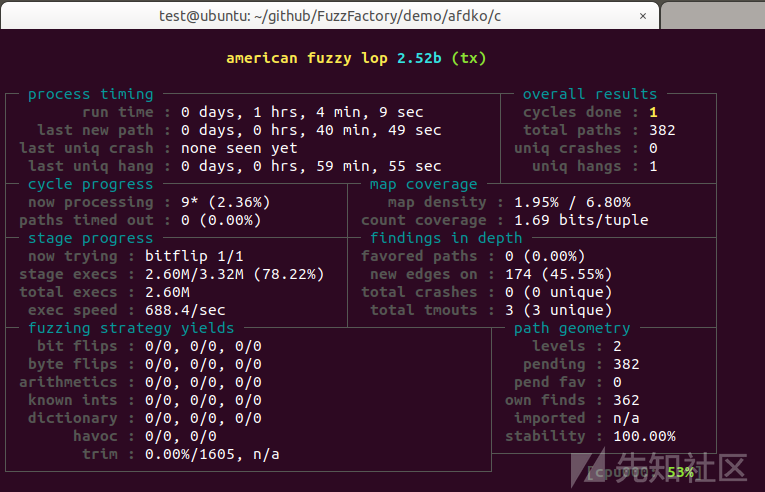 test@ubuntu: ~/github/FuzzFactory/demo/afdko/c ×
american fuzzy lop 2.52b (tx)
process timing overall results
run time : 0 days, 1 hrs, 4 min, 9 sec cycles done : 1
last new path : 0 days, 0 hrs, 40 min, 49 sec total paths : 382
last uniq crash : none seen yet uniq crashes : 0
last uniq hang : 0 days, 0 hrs, 59 min, 55 sec uniq hangs : 1
cycle progress map coverage
now processing : 9* (2.36%) map density : 1.95% / 6.80%
paths timed out : 0 (0.00%) count coverage : 1.69 bits/tuple
stage progress findings in depth
now trying : bitflip 1/1 favored paths : 0 (0.00%)
stage execs : 2.60M/3.32M (78.22%) new edges on : 174 (45.55%)
total execs : 2.60M total crashes : 0 (0 unique)
exec speed : 688.4/sec total tmouts : 3 (3 unique)
fuzzing strategy yields path geometry
bit flips : 0/0, 0/0, 0/0 levels : 2
byte flips : 0/0, 0/0, 0/0 pending : 382
arithmetics : 0/0, 0/0, 0/0 pend fav : 0
known ints : 0/0, 0/0, 0/0 own finds : 362
dictionary : 0/0, 0/0, 0/0 imported : n/a
havoc : 0/0, 0/0 stability : 100.00%
trim : 0.00%/1605, n/a
53%]
先知社区